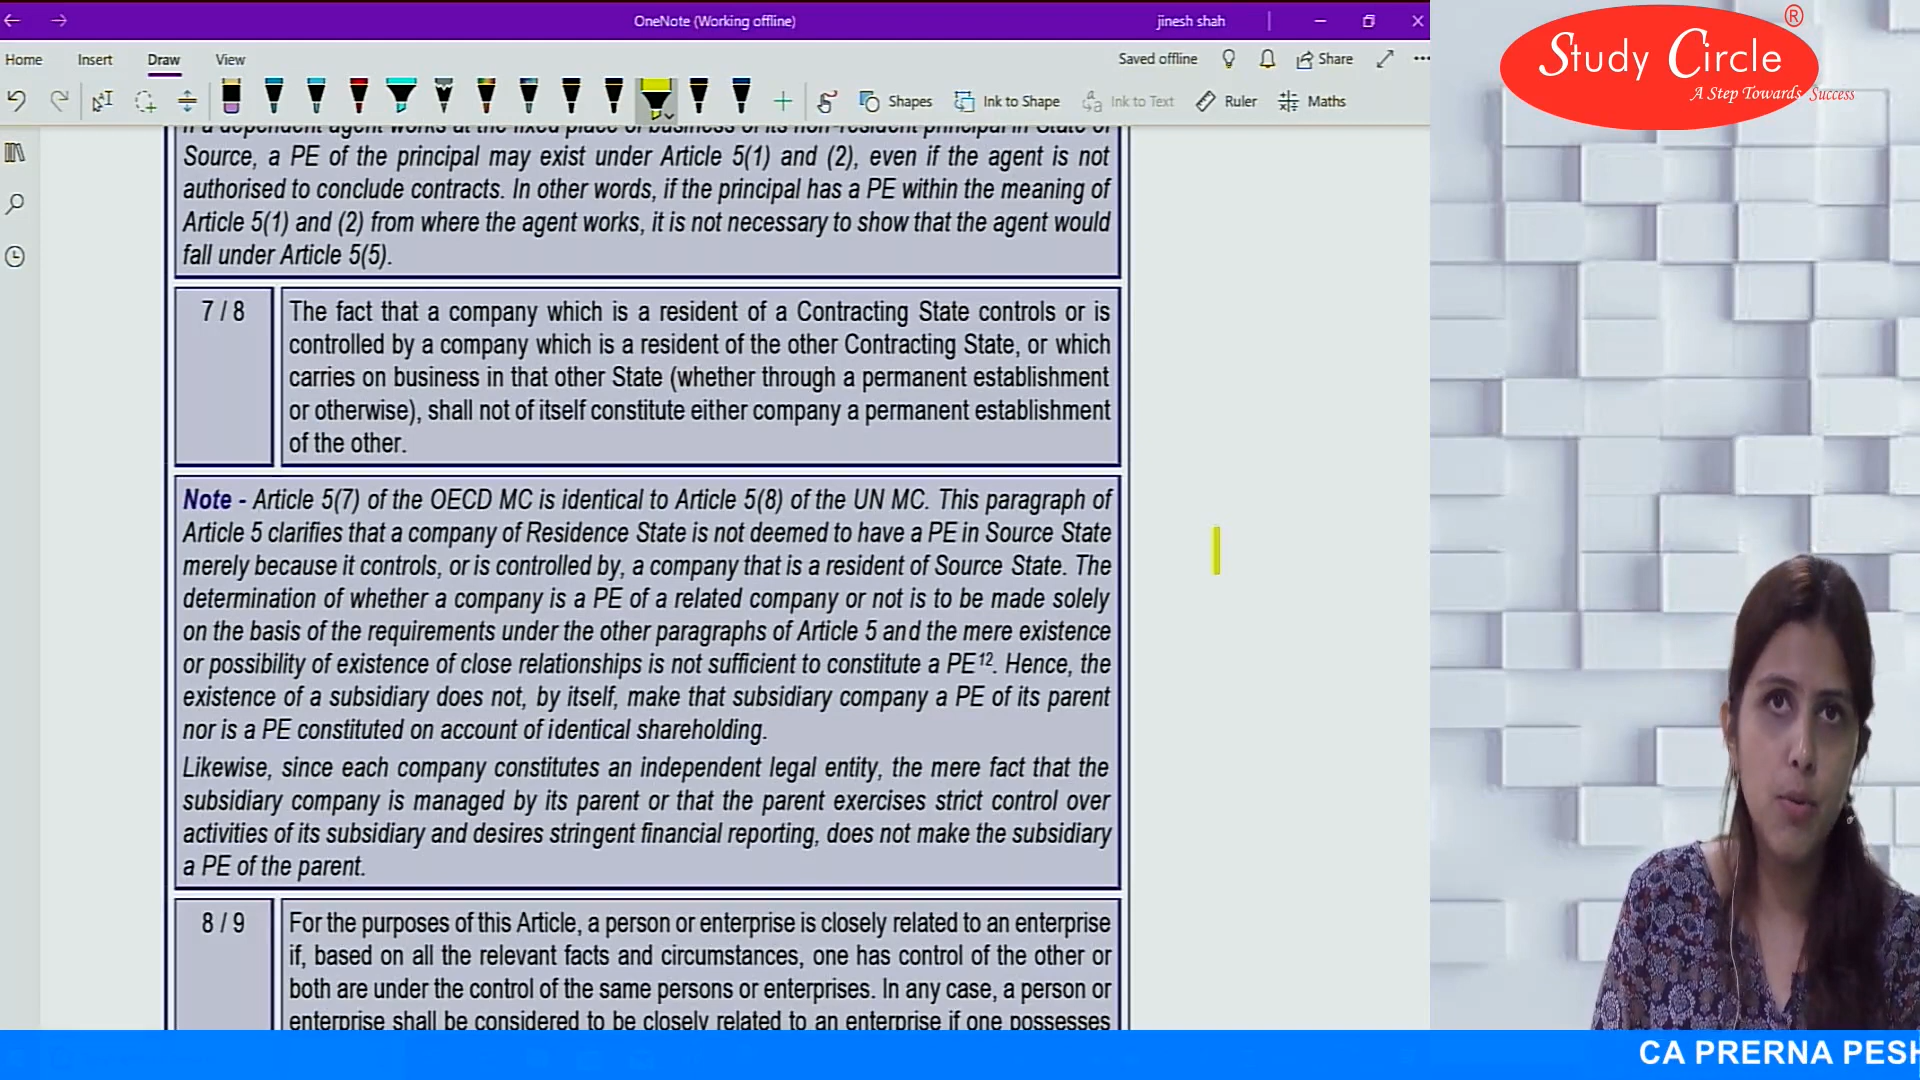 OneNote (Working offline)
jinesh shah
Home Insert Draw View
Saved offline
Share
Shapes
Ink to Shape
Ink to Text
Ruler
Maths
Study Circle ®
A Step Towards Success
If a dependent agent works at the fixed place of business of its non-resident principal in State of
Source, a PE of the principal may exist under Article 5(1) and (2), even if the agent is not
authorised to conclude contracts. In other words, if the principal has a PE within the meaning of
Article 5(1) and (2) from where the agent works, it is not necessary to show that the agent would
fall under Article 5(5).
7 / 8
The fact that a company which is a resident of a Contracting State controls or is
controlled by a company which is a resident of the other Contracting State, or which
carries on business in that other State (whether through a permanent establishment
or otherwise), shall not of itself constitute either company a permanent establishment
of the other.
Note - Article 5(7) of the OECD MC is identical to Article 5(8) of the UN MC. This paragraph of
Article 5 clarifies that a company of Residence State is not deemed to have a PE in Source State
merely because it controls, or is controlled by, a company that is a resident of Source State. The
determination of whether a company is a PE of a related company or not is to be made solely
on the basis of the requirements under the other paragraphs of Article 5 and the mere existence
or possibility of existence of close relationships is not sufficient to constitute a PE¹². Hence, the
existence of a subsidiary does not, by itself, make that subsidiary company a PE of its parent
nor is a PE constituted on account of identical shareholding.
Likewise, since each company constitutes an independent legal entity, the mere fact that the
subsidiary company is managed by its parent or that the parent exercises strict control over
activities of its subsidiary and desires stringent financial reporting, does not make the subsidiary
a PE of the parent.
8 / 9
For the purposes of this Article, a person or enterprise is closely related to an enterprise
if, based on all the relevant facts and circumstances, one has control of the other or
both are under the control of the same persons or enterprises. In any case, a person or
enterprise shall be considered to be closely related to an enterprise if one possesses
CA PRERNA PESH